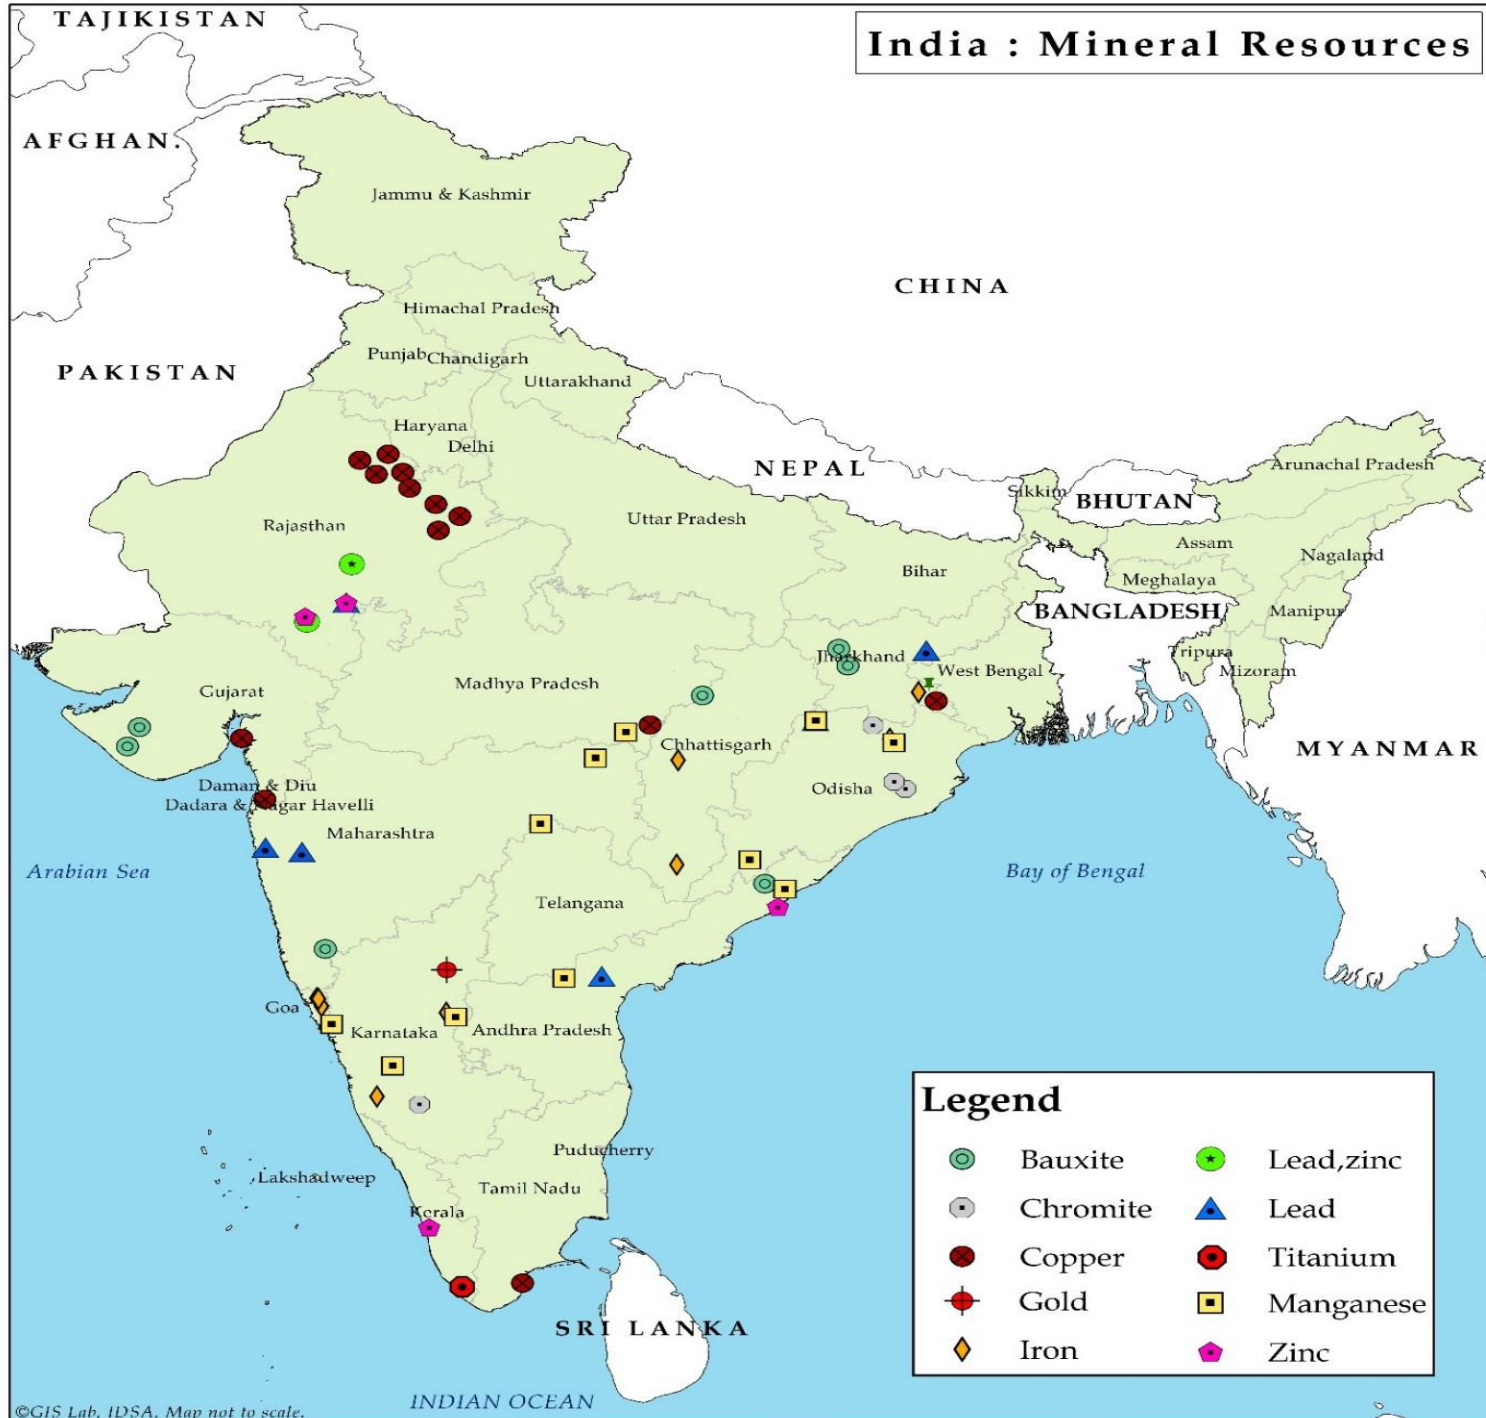 TAJIKISTAN
India : Mineral Resources
AFGHAN.
Jammu & Kashmir
CHINA
Himachal Pradesh
Punjab
Chandigarh
PAKISTAN
Uttarakhand
Haryana
Delhi
NEPAL
Arunachal Pradesh
Sikkim
BHUTAN
Rajasthan
Uttar Pradesh
Assam
Nagaland
Bihar
Meghalaya
BANGLADESH
Manipur
Tripura
Mizoram
Jharkhand
West Bengal
Gujarat
Madhya Pradesh
Chhattisgarh
MYANMAR
Daman & Diu
Dadara & Nagar Havelli
Odisha
Maharashtra
Arabian Sea
Bay of Bengal
Telangana
Goa
Karnataka
Andhra Pradesh
Puducherry
Lakshadweep
Tamil Nadu
Kerala
SRI LANKA
INDIAN OCEAN
Legend
Bauxite
Lead,zinc
Chromite
Lead
Copper
Titanium
Gold
Manganese
Iron
Zinc
©GIS Lab, IDSA. Map not to scale.